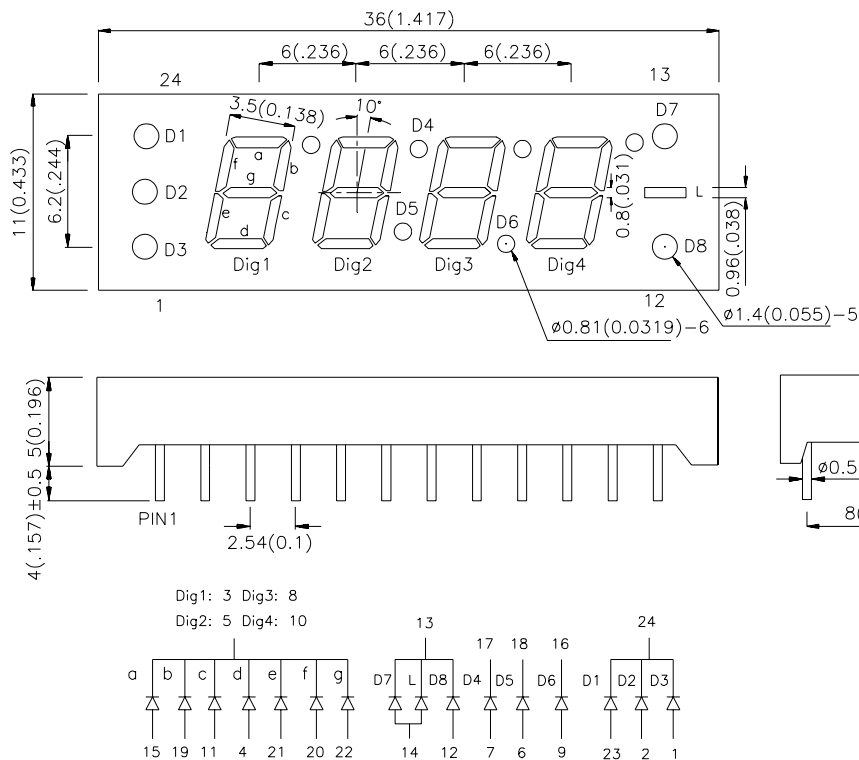 36(1.417)
6(.236) 6(.236) 6(.236)
24 13
3.5(0.138) 10°
D1 D4 D7
a
f b
g
D2 L
e c
d
D5 D6
D3 D8
Dig1 Dig2 Dig3 Dig4
11(0.433)
6.2(.244)
0.8(.031)
0.96(.038)
1 12
ø0.81(0.0319)-6
ø1.4(0.055)-5
5(0.196)
4(.157)±0.5
PIN1
2.54(0.1)
ø0.5
8(
Dig1: 3 Dig3: 8
Dig2: 5 Dig4: 10
13 17 18 16 24
a b c d e f g D7 L D8 D4 D5 D6 D1 D2 D3
15 19 11 4 21 20 22 14 12 7 6 9 23 2 1